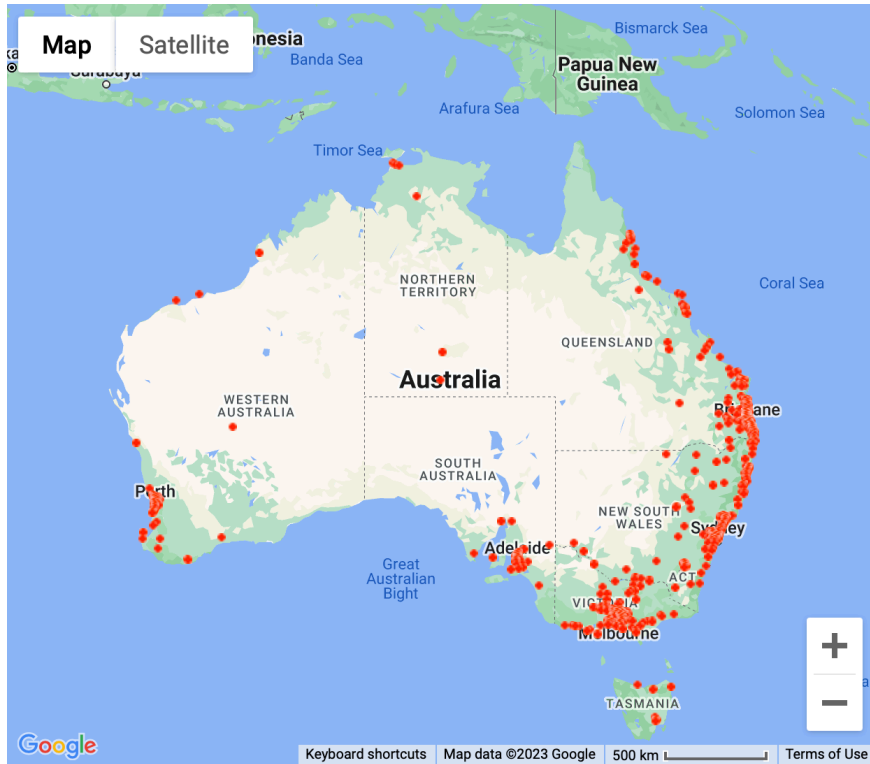 Map
Satellite
onesia
Surabaya
Banda Sea
Bismarck Sea
Papua New
Guinea
Arafura Sea
Solomon Sea
Timor Sea
Coral Sea
NORTHERN
TERRITORY
QUEENSLAND
Australia
WESTERN
AUSTRALIA
Brisbane
SOUTH
AUSTRALIA
Perth
NEW SOUTH
WALES
Sydney
Adelaide
Great
Australian
Bight
ACT
VICTORIA
Melbourne
+
−
TASMANIA
Google
Keyboard shortcuts
Map data ©2023 Google
500 km
Terms of Use